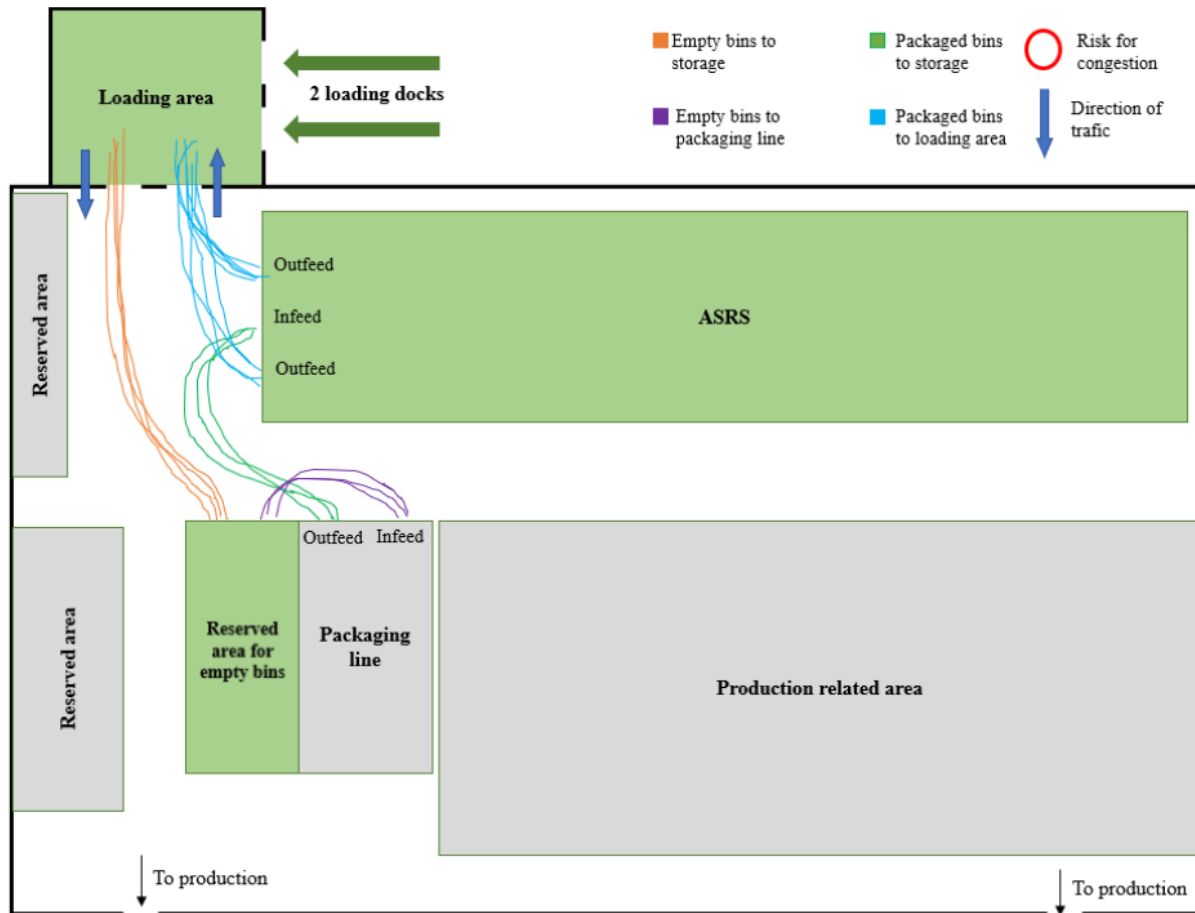 Loading area
2 loading docks
Empty bins to
storage
Packaged bins
to storage
Risk for
congestion
Empty bins to
packaging line
Packaged bins
to loading area
Direction of
trafic
Reserved area
Outfeed
Infeed
Outfeed
ASRS
Reserved area
Reserved
area for
empty bins
Outfeed
Infeed
Packaging
line
Production related area
To production
To production